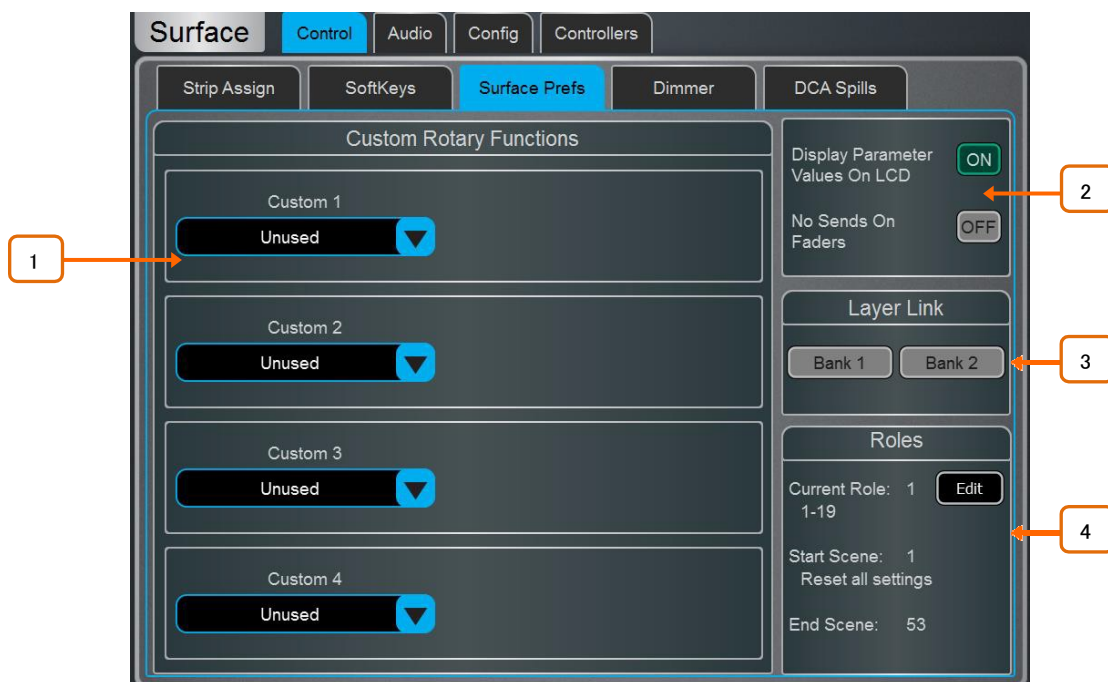 Surface Control Audio Config Controllers
Strip Assign SoftKeys Surface Prefs Dimmer DCA Spills
Custom Rotary Functions
Custom 1
Unused
1
Custom 2
Unused
Custom 3
Unused
Custom 4
Unused
Display Parameter
Values On LCD
ON
2
No Sends On
Faders
OFF
Layer Link
Bank 1 Bank 2
3
Roles
Current Role: 1 Edit
1-19
4
Start Scene: 1
Reset all settings
End Scene: 53